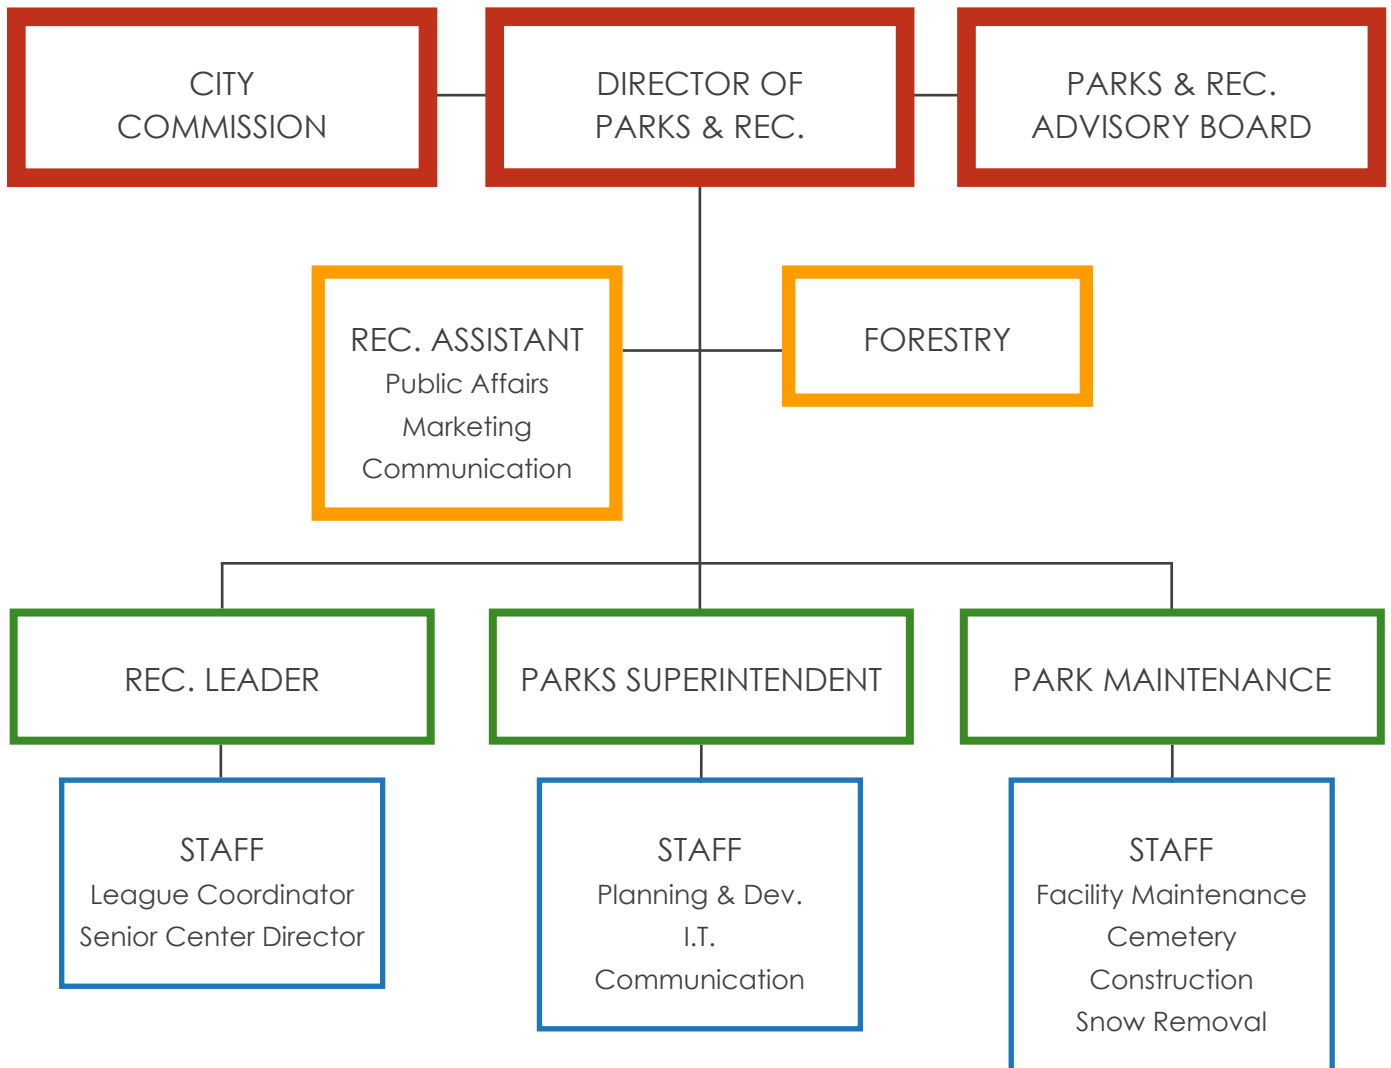 CITY
COMMISSION
DIRECTOR OF
PARKS & REC.
PARKS & REC.
ADVISORY BOARD
REC. ASSISTANT
Public Affairs
Marketing
Communication
FORESTRY
REC. LEADER
PARKS SUPERINTENDENT
PARK MAINTENANCE
STAFF
League Coordinator
Senior Center Director
STAFF
Planning & Dev.
I.T.
Communication
STAFF
Facility Maintenance
Cemetery
Construction
Snow Removal